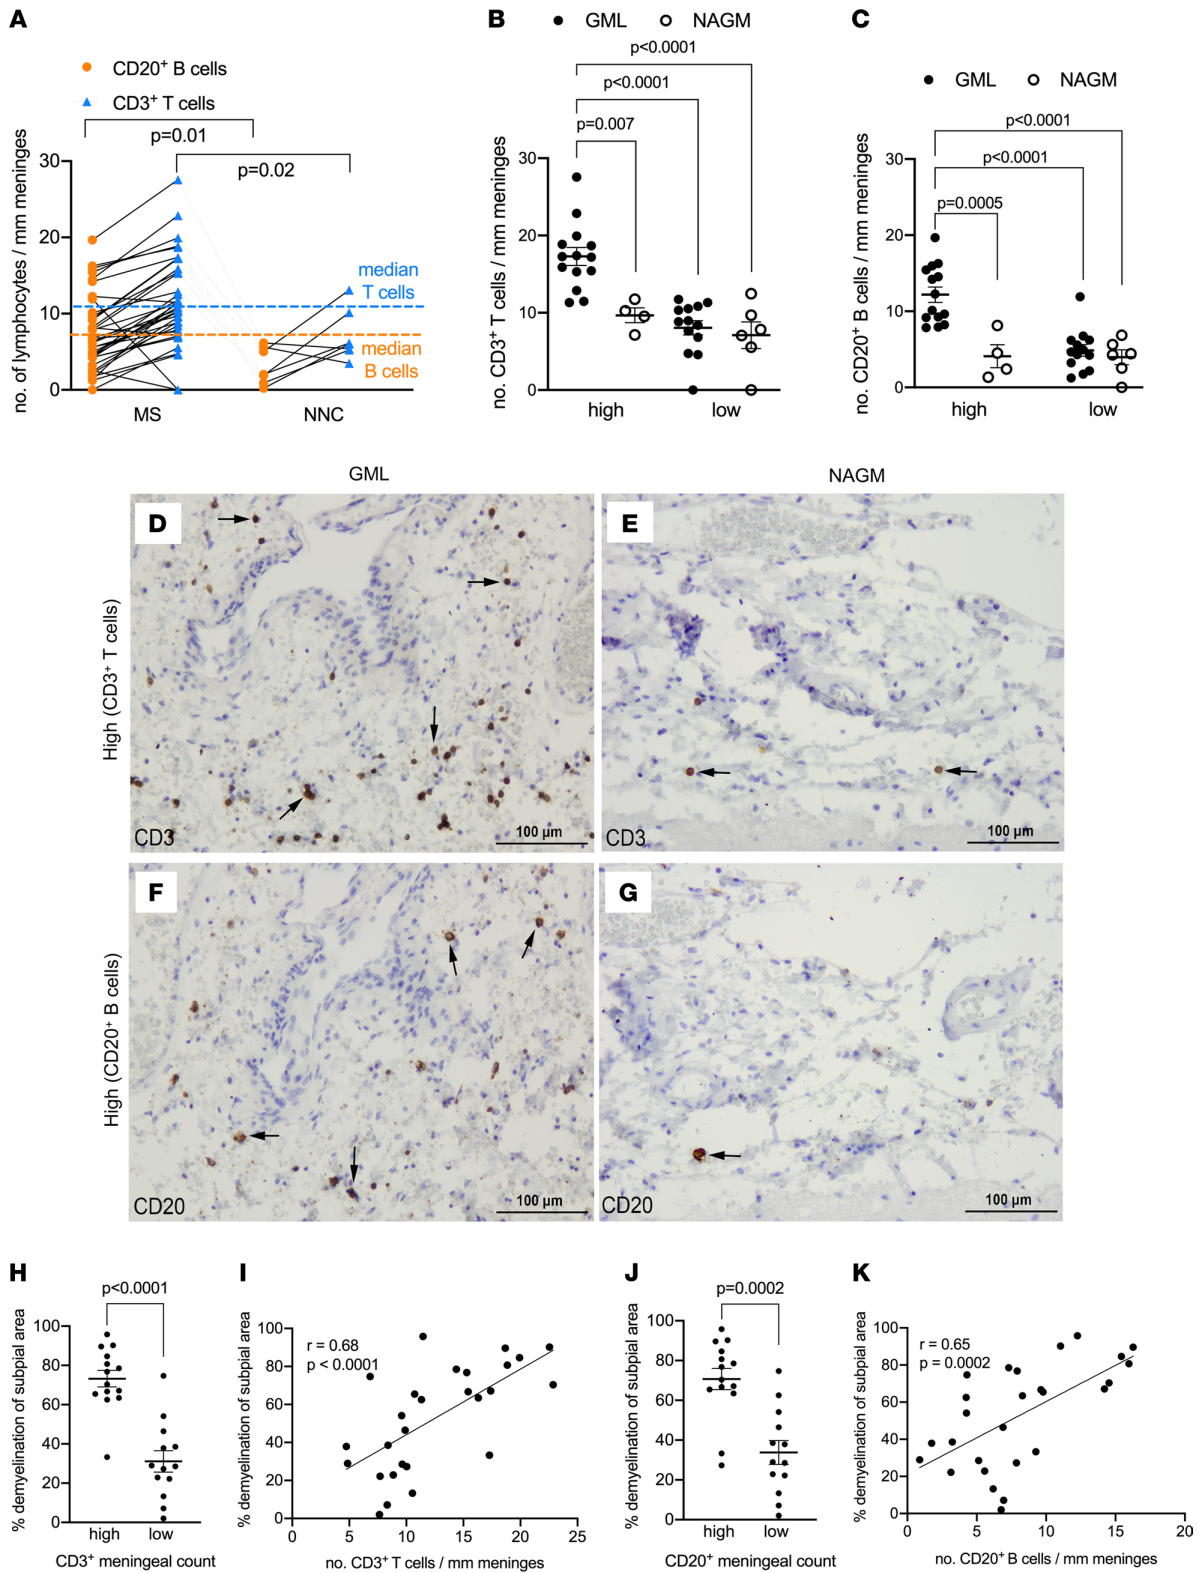 A
CD20+ B cells
CD3+ T cells
p=0.01
p=0.02
no. of lymphocytes / mm meninges
30
20
10
0
median
T cells
median
B cells
MS
NNC
B
GML
NAGM
p<0.0001
p<0.0001
p=0.007
no. CD3+ T cells / mm meninges
30
20
10
0
high
low
C
GML
NAGM
p<0.0001
p<0.0001
p=0.0005
no. CD20+ B cells / mm meninges
30
20
10
0
high
low
GML
NAGM
High (CD3+ T cells)
D
CD3
100 µm
E
CD3
100 µm
High (CD20+ B cells)
F
CD20
100 µm
G
CD20
100 µm
H
p<0.0001
% demyelination of subpial area
100
80
60
40
20
0
high
low
CD3+ meningeal count
I
r = 0.68
p < 0.0001
% demyelination of subpial area
100
80
60
40
20
0
0
5
10
15
20
25
no. CD3+ T cells / mm meninges
J
p=0.0002
% demyelination of subpial area
100
80
60
40
20
0
high
low
CD20+ meningeal count
K
r = 0.65
p = 0.0002
% demyelination of subpial area
100
80
60
40
20
0
0
5
10
15
20
no. CD20+ B cells / mm meninges